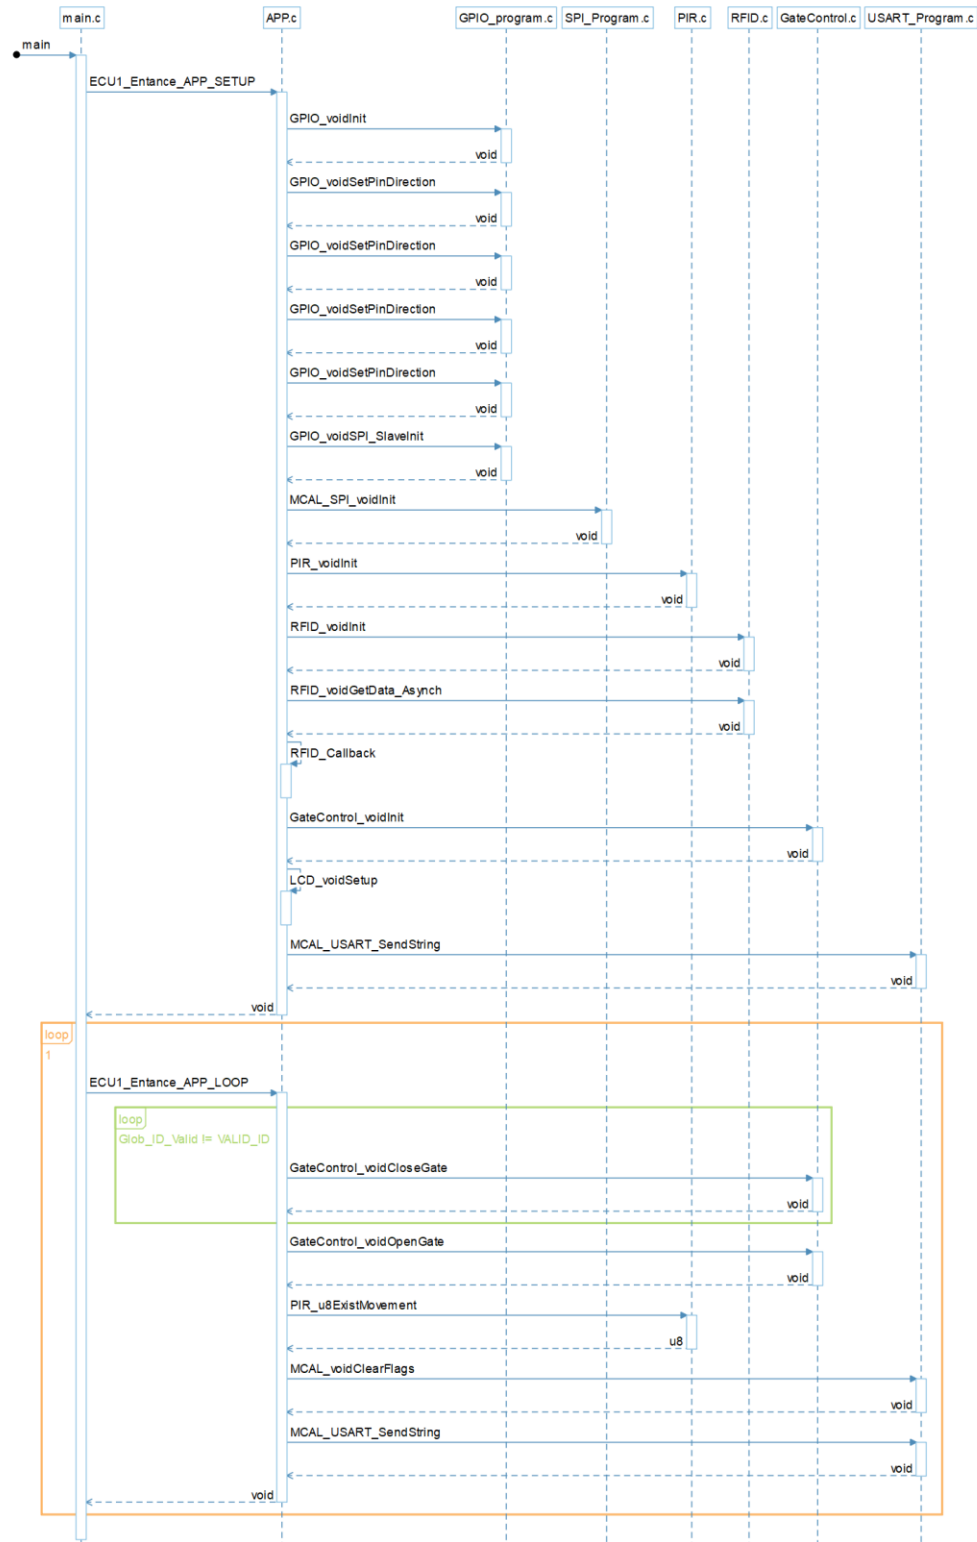 main.c
APP.c
GPIO_program.c
SPI_Program.c
PIR.c
RFID.c
GateControl.c
USART_Program.c
main
ECU1_Entance_APP_SETUP
GPIO_voidInit
void
GPIO_voidSetPinDirection
void
GPIO_voidSetPinDirection
void
GPIO_voidSetPinDirection
void
GPIO_voidSetPinDirection
void
GPIO_voidSPI_SlaveInit
void
MCAL_SPI_voidInit
void
PIR_voidInit
void
RFID_voidInit
void
RFID_voidGetData_Asynch
void
RFID_Callback
GateControl_voidInit
void
LCD_voidSetup
MCAL_USART_SendString
void
void
loop
1
ECU1_Entance_APP_LOOP
loop
Glob_ID_Valid != VALID_ID
GateControl_voidCloseGate
void
GateControl_voidOpenGate
void
PIR_u8ExistMovement
u8
MCAL_voidClearFlags
void
MCAL_USART_SendString
void
void